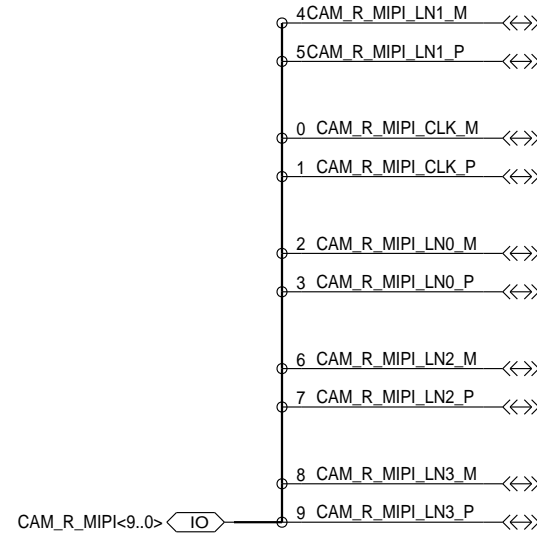 4CAM_R_MIPI_LN1_M
5CAM_R_MIPI_LN1_P
0 CAM_R_MIPI_CLK_M
1 CAM_R_MIPI_CLK_P
2 CAM_R_MIPI_LN0_M
3 CAM_R_MIPI_LN0_P
6 CAM_R_MIPI_LN2_M
7 CAM_R_MIPI_LN2_P
8 CAM_R_MIPI_LN3_M
9 CAM_R_MIPI_LN3_P
CAM_R_MIPI<9..0> IO